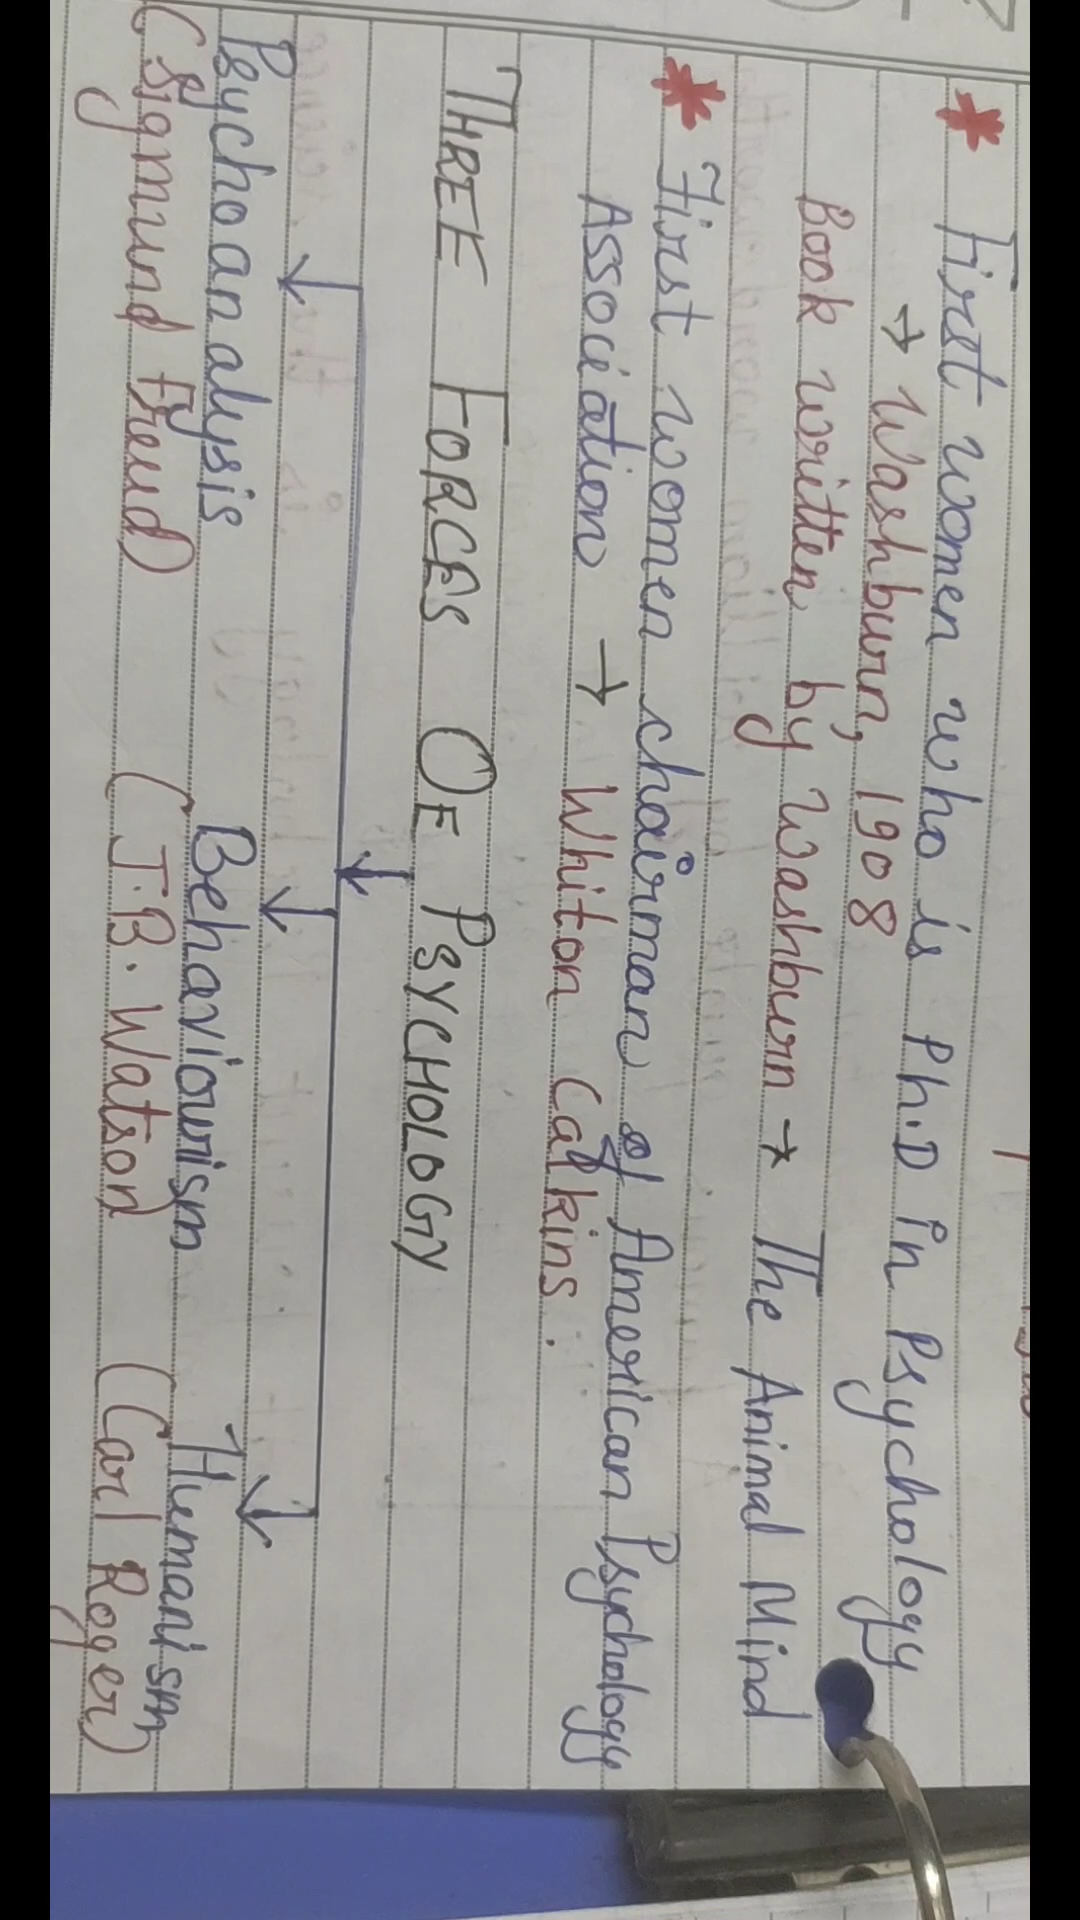 * First women who is Ph.D in Psychology
→ Washburn, 1908
Book written by Washburn → The Animal Mind
* First women chairman of American Psychology
Association → Whiton Calkins.
THREE FORCES OF PSYCHOLOGY
Psychoanalysis Behaviourism Humanism
(Sigmund Freud) (J.B. Watson) (Carl Roger)